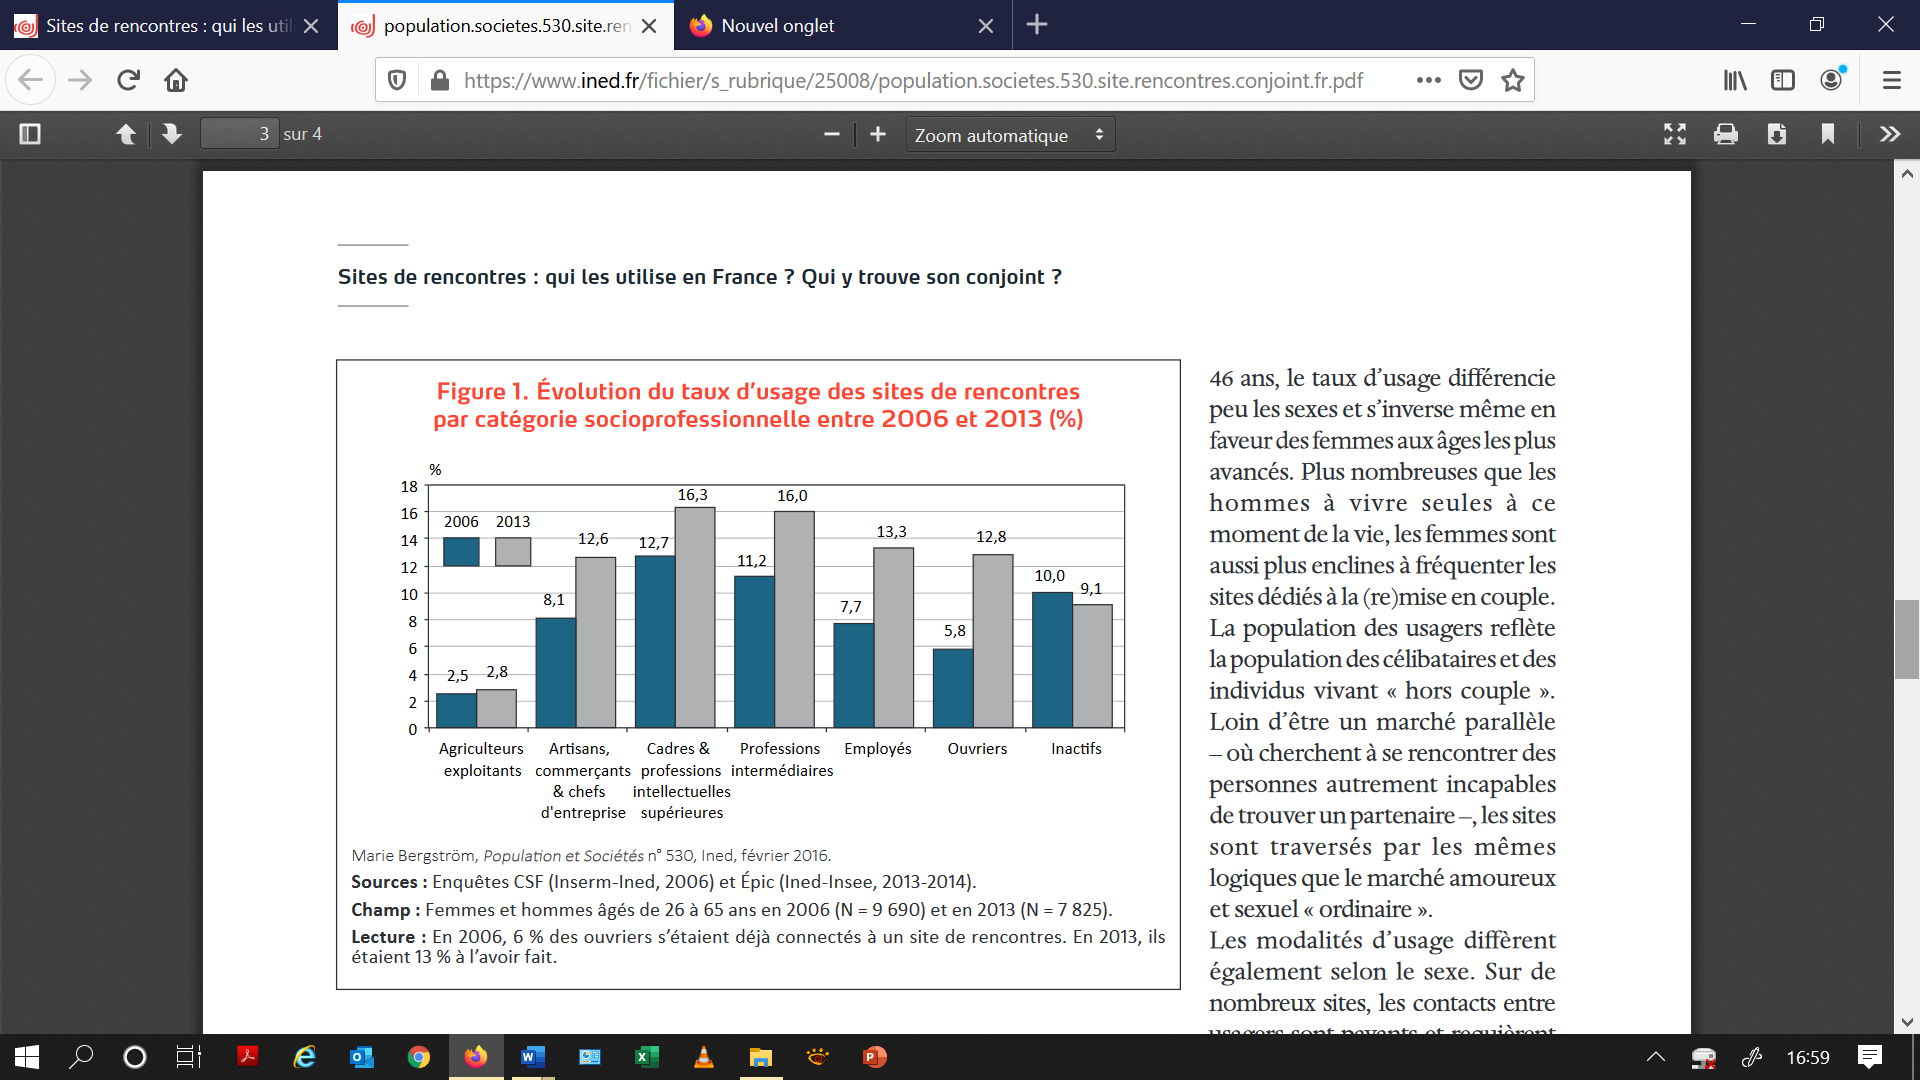 Sites de rencontres : qui les uti
population.societes.530.site.ren
Nouvel onglet
https://www.ined.fr/fichier/s_rubrique/25008/population.societes.530.site.rencontres.conjoint.fr.pdf
3 sur 4
Zoom automatique
Sites de rencontres : qui les utilise en France ? Qui y trouve son conjoint ?
Figure 1. Évolution du taux d'usage des sites de rencontres
par catégorie socioprofessionnelle entre 2006 et 2013 (%)
%
18
16
14
12
10
8
6
4
2
0
2006 2013
2,5 2,8
8,1 12,6
12,7 16,3
11,2 16,0
7,7 13,3
5,8 12,8
10,0 9,1
Agriculteurs
exploitants
Artisans,
commerçants
& chefs
d'entreprise
Cadres &
professions
intellectuelles
supérieures
Professions
intermédiaires
Employés
Ouvriers
Inactifs
Marie Bergström, Population et Sociétés n° 530, Ined, février 2016.
Sources : Enquêtes CSF (Inserm-Ined, 2006) et Épic (Ined-Insee, 2013-2014).
Champ : Femmes et hommes âgés de 26 à 65 ans en 2006 (N = 9 690) et en 2013 (N = 7 825).
Lecture : En 2006, 6 % des ouvriers s'étaient déjà connectés à un site de rencontres. En 2013, ils
étaient 13 % à l'avoir fait.
46 ans, le taux d'usage différencie
peu les sexes et s'inverse même en
faveur des femmes aux âges les plus
avancés. Plus nombreuses que les
hommes à vivre seules à ce
moment de la vie, les femmes sont
aussi plus enclines à fréquenter les
sites dédiés à la (re)mise en couple.
La population des usagers reflète
la population des célibataires et des
individus vivant « hors couple ».
Loin d'être un marché parallèle
– où cherchent à se rencontrer des
personnes autrement incapables
de trouver un partenaire –, les sites
sont traversés par les mêmes
logiques que le marché amoureux
et sexuel « ordinaire ».
Les modalités d'usage diffèrent
également selon le sexe. Sur de
nombreux sites, les contacts entre
usagers sont payants et requièrent
16:59